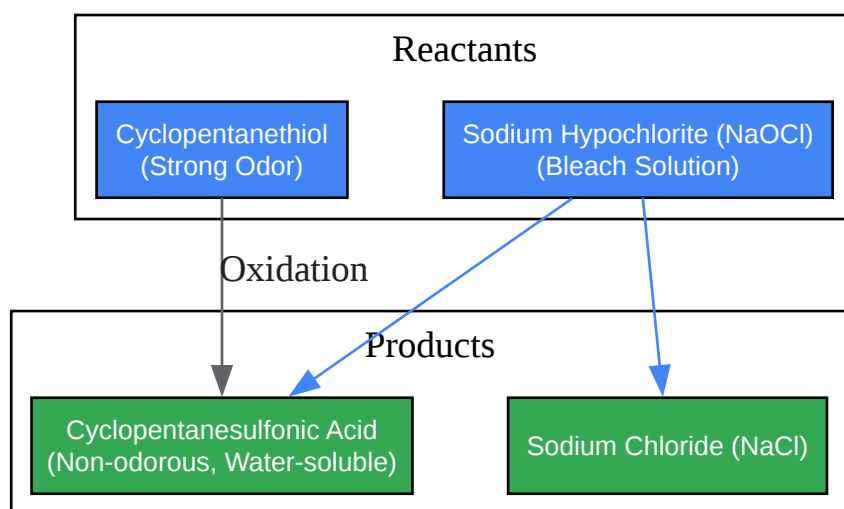 Reactants
Cyclopentanethiol
(Strong Odor)
Sodium Hypochlorite (NaOCl)
(Bleach Solution)
Oxidation
Products
Cyclopentanesulfonic Acid
(Non-odorous, Water-soluble)
Sodium Chloride (NaCl)